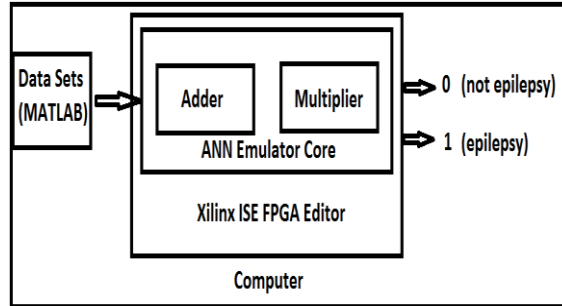 Data Sets
(MATLAB)
Adder
Multiplier
ANN Emulator Core
Xilinx ISE FPGA Editor
Computer
0 (not epilepsy)
1 (epilepsy)